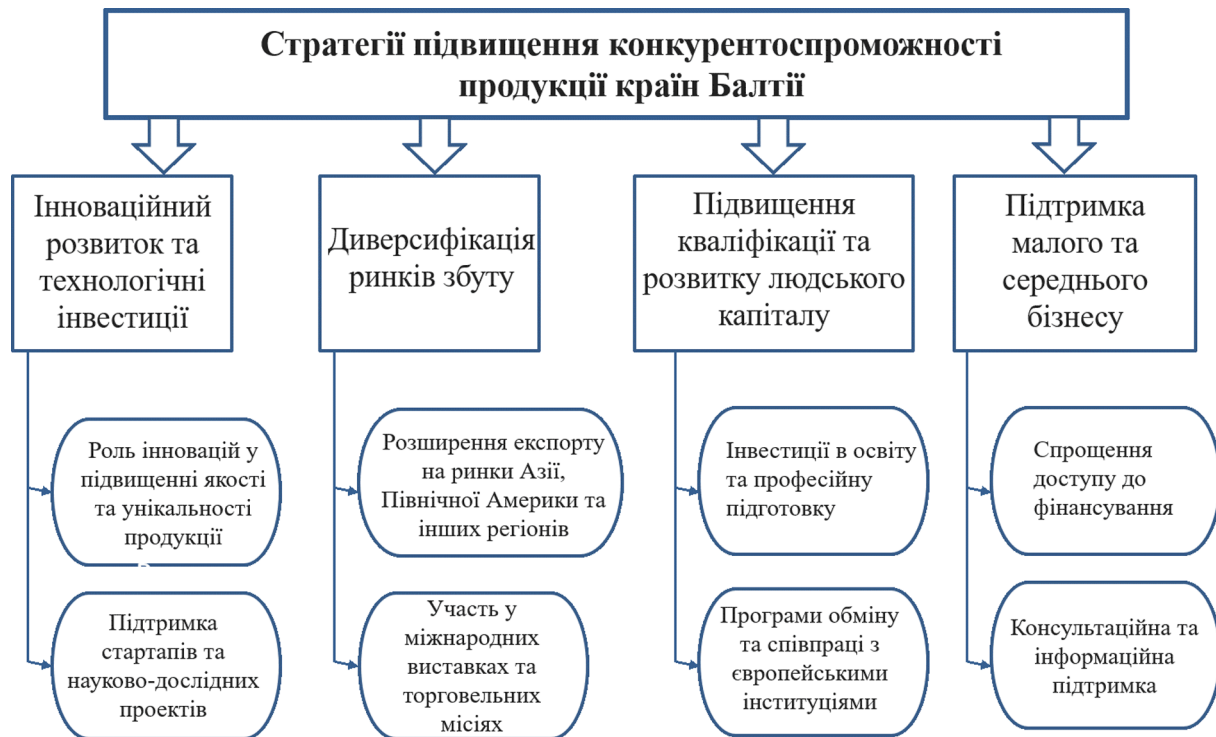 Стратегії підвищення конкурентоспроможності
продукції країн Балтії
Інноваційний
розвиток та
технологічні
інвестиції
Диверсифікація
ринків збуту
Підвищення
кваліфікації та
розвитку людського
капіталу
Підтримка
малого та
середнього
бізнесу
Роль інновацій у
підвищенні якості
та унікальності
продукції
Розширення експорту
на ринки Азії,
Північної Америки та
інших регіонів
Інвестиції в освіту
та професійну
підготовку
Спрощення
доступу до
фінансування
Підтримка
стартапів та
науково-дослідних
проектів
Участь у
міжнародних
виставках та
торговельних
місіях
Програми обміну
та співпраці з
європейськими
інституціями
Консультаційна та
інформаційна
підтримка